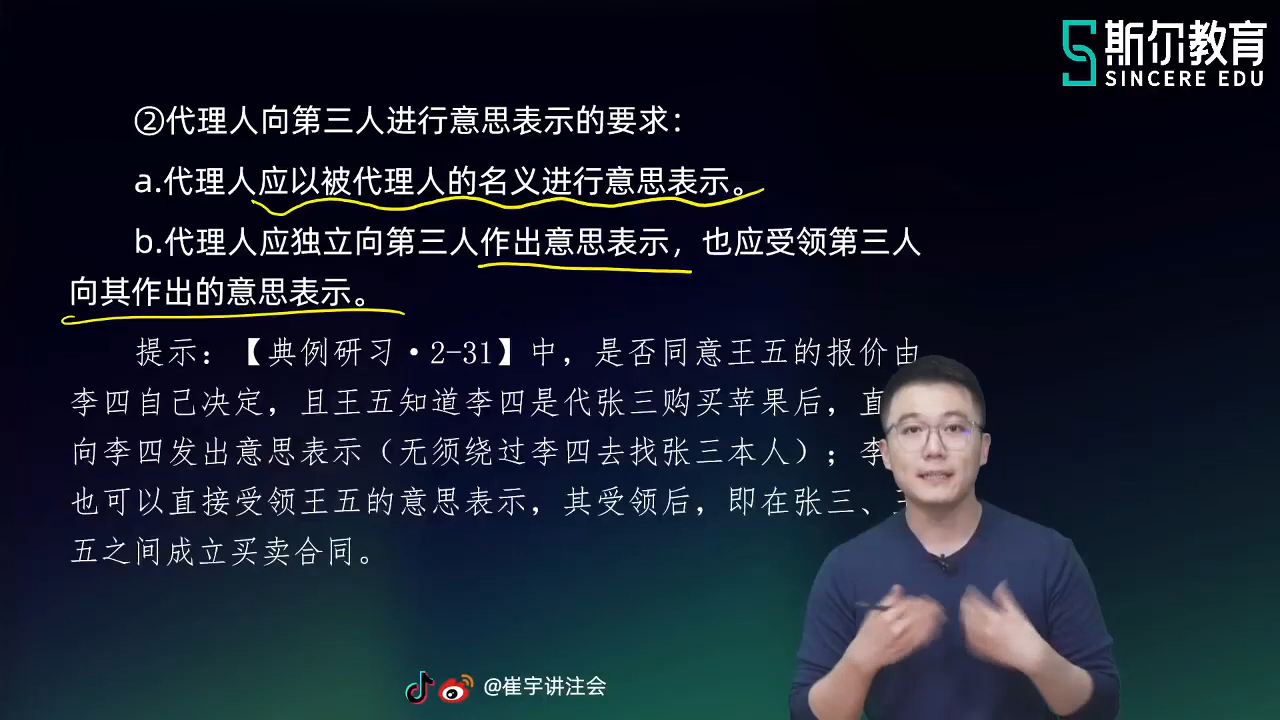 斯尔教育
SINCERE EDU
②代理人向第三人进行意思表示的要求：
a.代理人应以被代理人的名义进行意思表示。
b.代理人应独立向第三人作出意思表示，也应受领第三人
向其作出的意思表示。
提示：【典例研习·2-31】中，是否同意王五的报价由
李四自己决定，且王五知道李四是代张三购买苹果后，直
向李四发出意思表示（无须绕过李四去找张三本人）；李
也可以直接受领王五的意思表示，其受领后，即在张三、
五之间成立买卖合同。
@崔宇讲注会